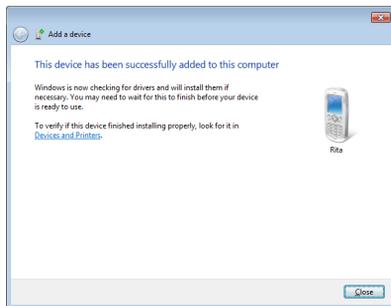 Add a device
This device has been successfully added to this computer
Windows is now checking for drivers and will install them if
necessary. You may need to wait for this to finish before your device
is ready to use.
To verify if this device finished installing properly, look for it in
Devices and Printers.
Rita
Close